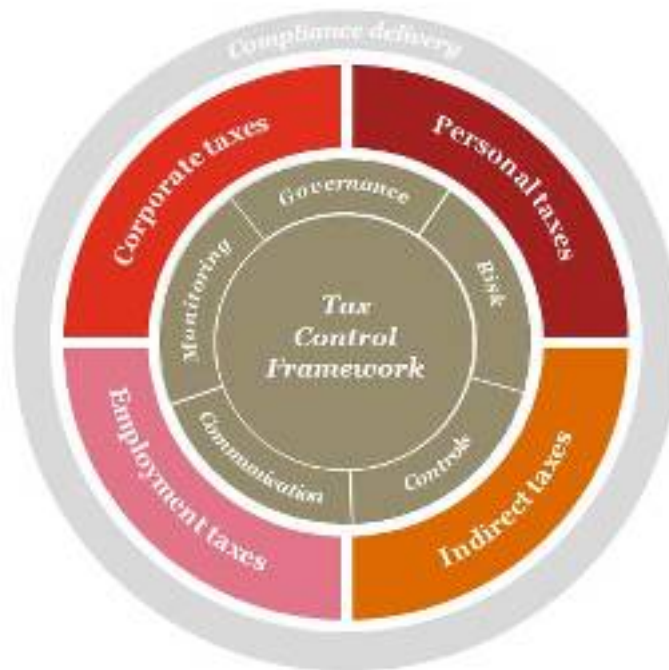 Compliance delivery
Corporate taxes
Personal taxes
Employment taxes
Indirect taxes
Governance
Risk
Controls
Communication
Monitoring
Tax
Control
Framework